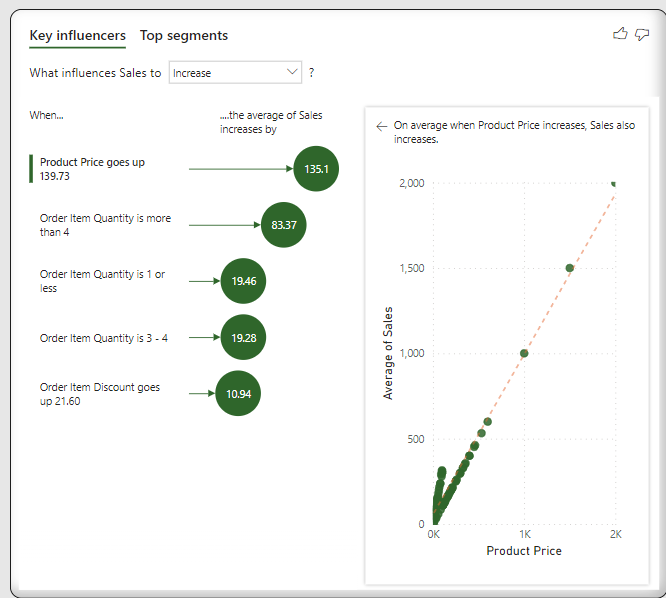 Key influencers
Top segments
What influences Sales to
Increase
?
When...
....the average of Sales
increases by
Product Price goes up
139.73
135.1
Order Item Quantity is more
than 4
83.37
Order Item Quantity is 1 or
less
19.46
Order Item Quantity is 3 - 4
19.28
Order Item Discount goes
up 21.60
10.94
On average when Product Price increases, Sales also
increases.
2,000
1,500
1,000
500
0
Average of Sales
0K
1K
2K
Product Price